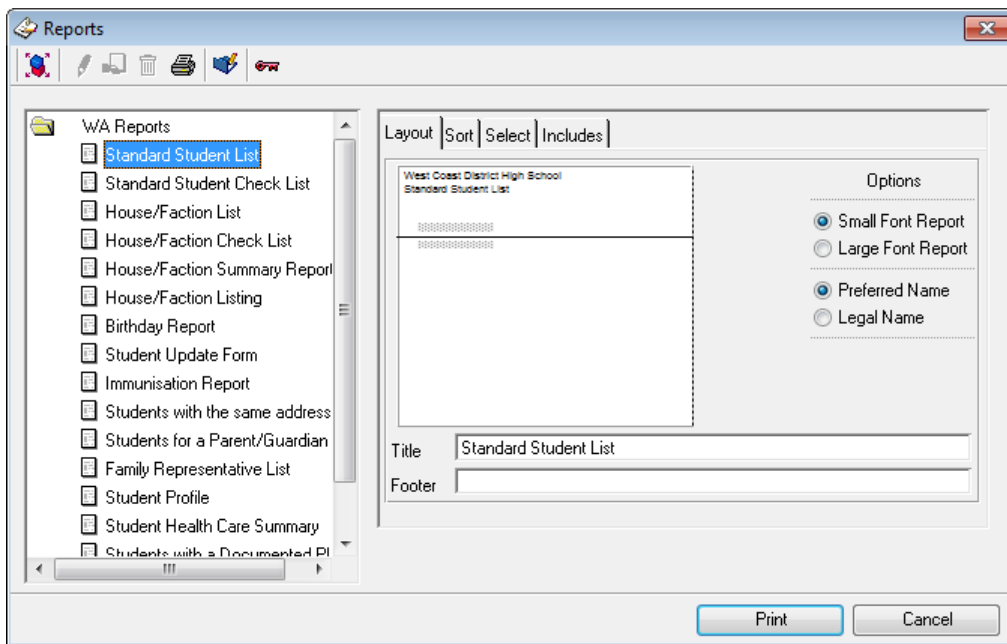 Reports
WA Reports
Standard Student List
Standard Student Check List
House/Faction List
House/Faction Check List
House/Faction Summary Report
House/Faction Listing
Birthday Report
Student Update Form
Immunisation Report
Students with the same address
Students for a Parent/Guardian
Family Representative List
Student Profile
Student Health Care Summary
Students with a Documented Pl
Layout Sort Select Includes
West Coast District High School
Standard Student List
Options
Small Font Report
Large Font Report
Preferred Name
Legal Name
Title Standard Student List
Footer
Print Cancel